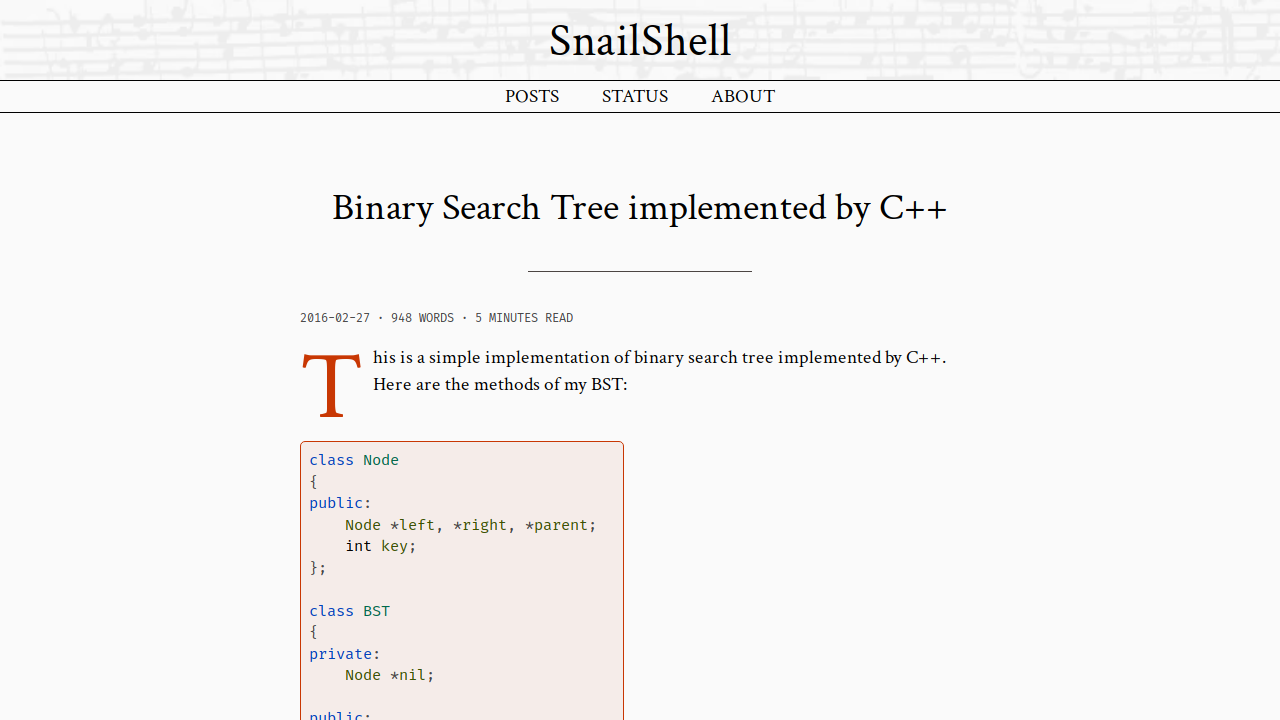 SnailShell
POSTS STATUS ABOUT
Binary Search Tree implemented by C++
2016-02-27 · 948 WORDS · 5 MINUTES READ
This is a simple implementation of binary search tree implemented by C++.
Here are the methods of my BST:
class Node
{
public:
    Node *left, *right, *parent;
    int key;
};
class BST
{
private:
    Node *nil;
public: